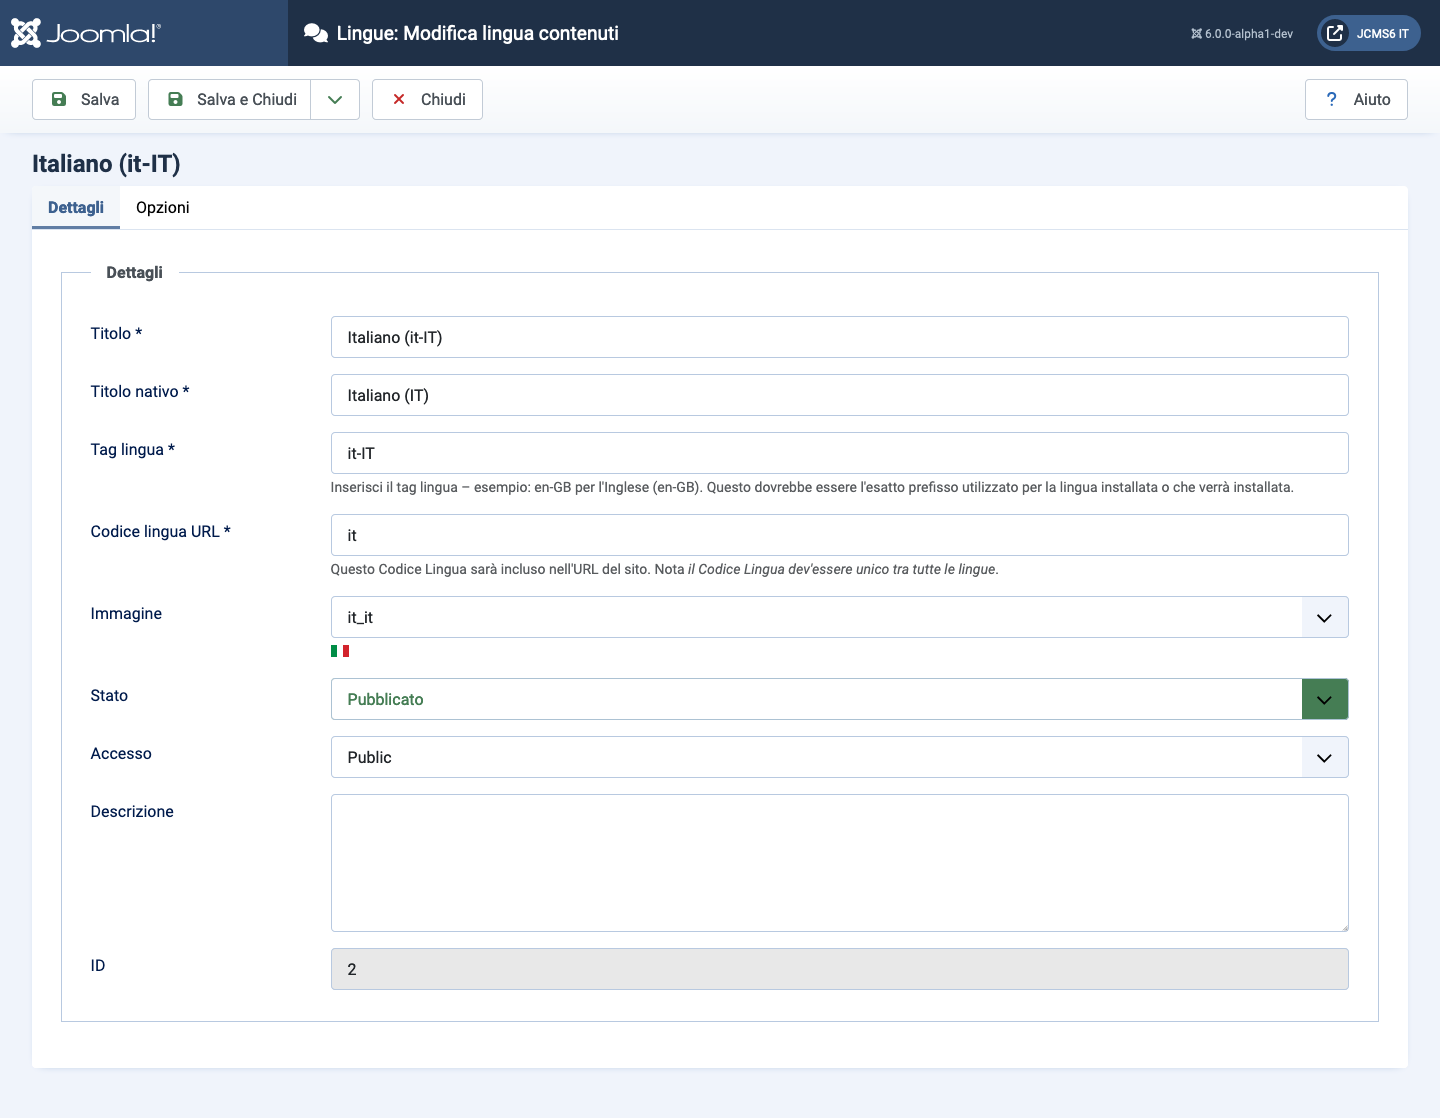 Joomla!®
Lingue: Modifica lingua contenuti
6.0.0-alpha1-dev
JCMS6 IT
Salva
Salva e Chiudi
Chiudi
? Aiuto
Italiano (it-IT)
Dettagli
Opzioni
Dettagli
Titolo *
Italiano (it-IT)
Titolo nativo *
Italiano (IT)
Tag lingua *
it-IT
Inserisci il tag lingua – esempio: en-GB per l'Inglese (en-GB). Questo dovrebbe essere l'esatto prefisso utilizzato per la lingua installata o che verrà installata.
Codice lingua URL *
it
Questo Codice Lingua sarà incluso nell'URL del sito. Nota il Codice Lingua dev'essere unico tra tutte le lingue.
Immagine
it_it
Stato
Pubblicato
Accesso
Public
Descrizione
ID
2